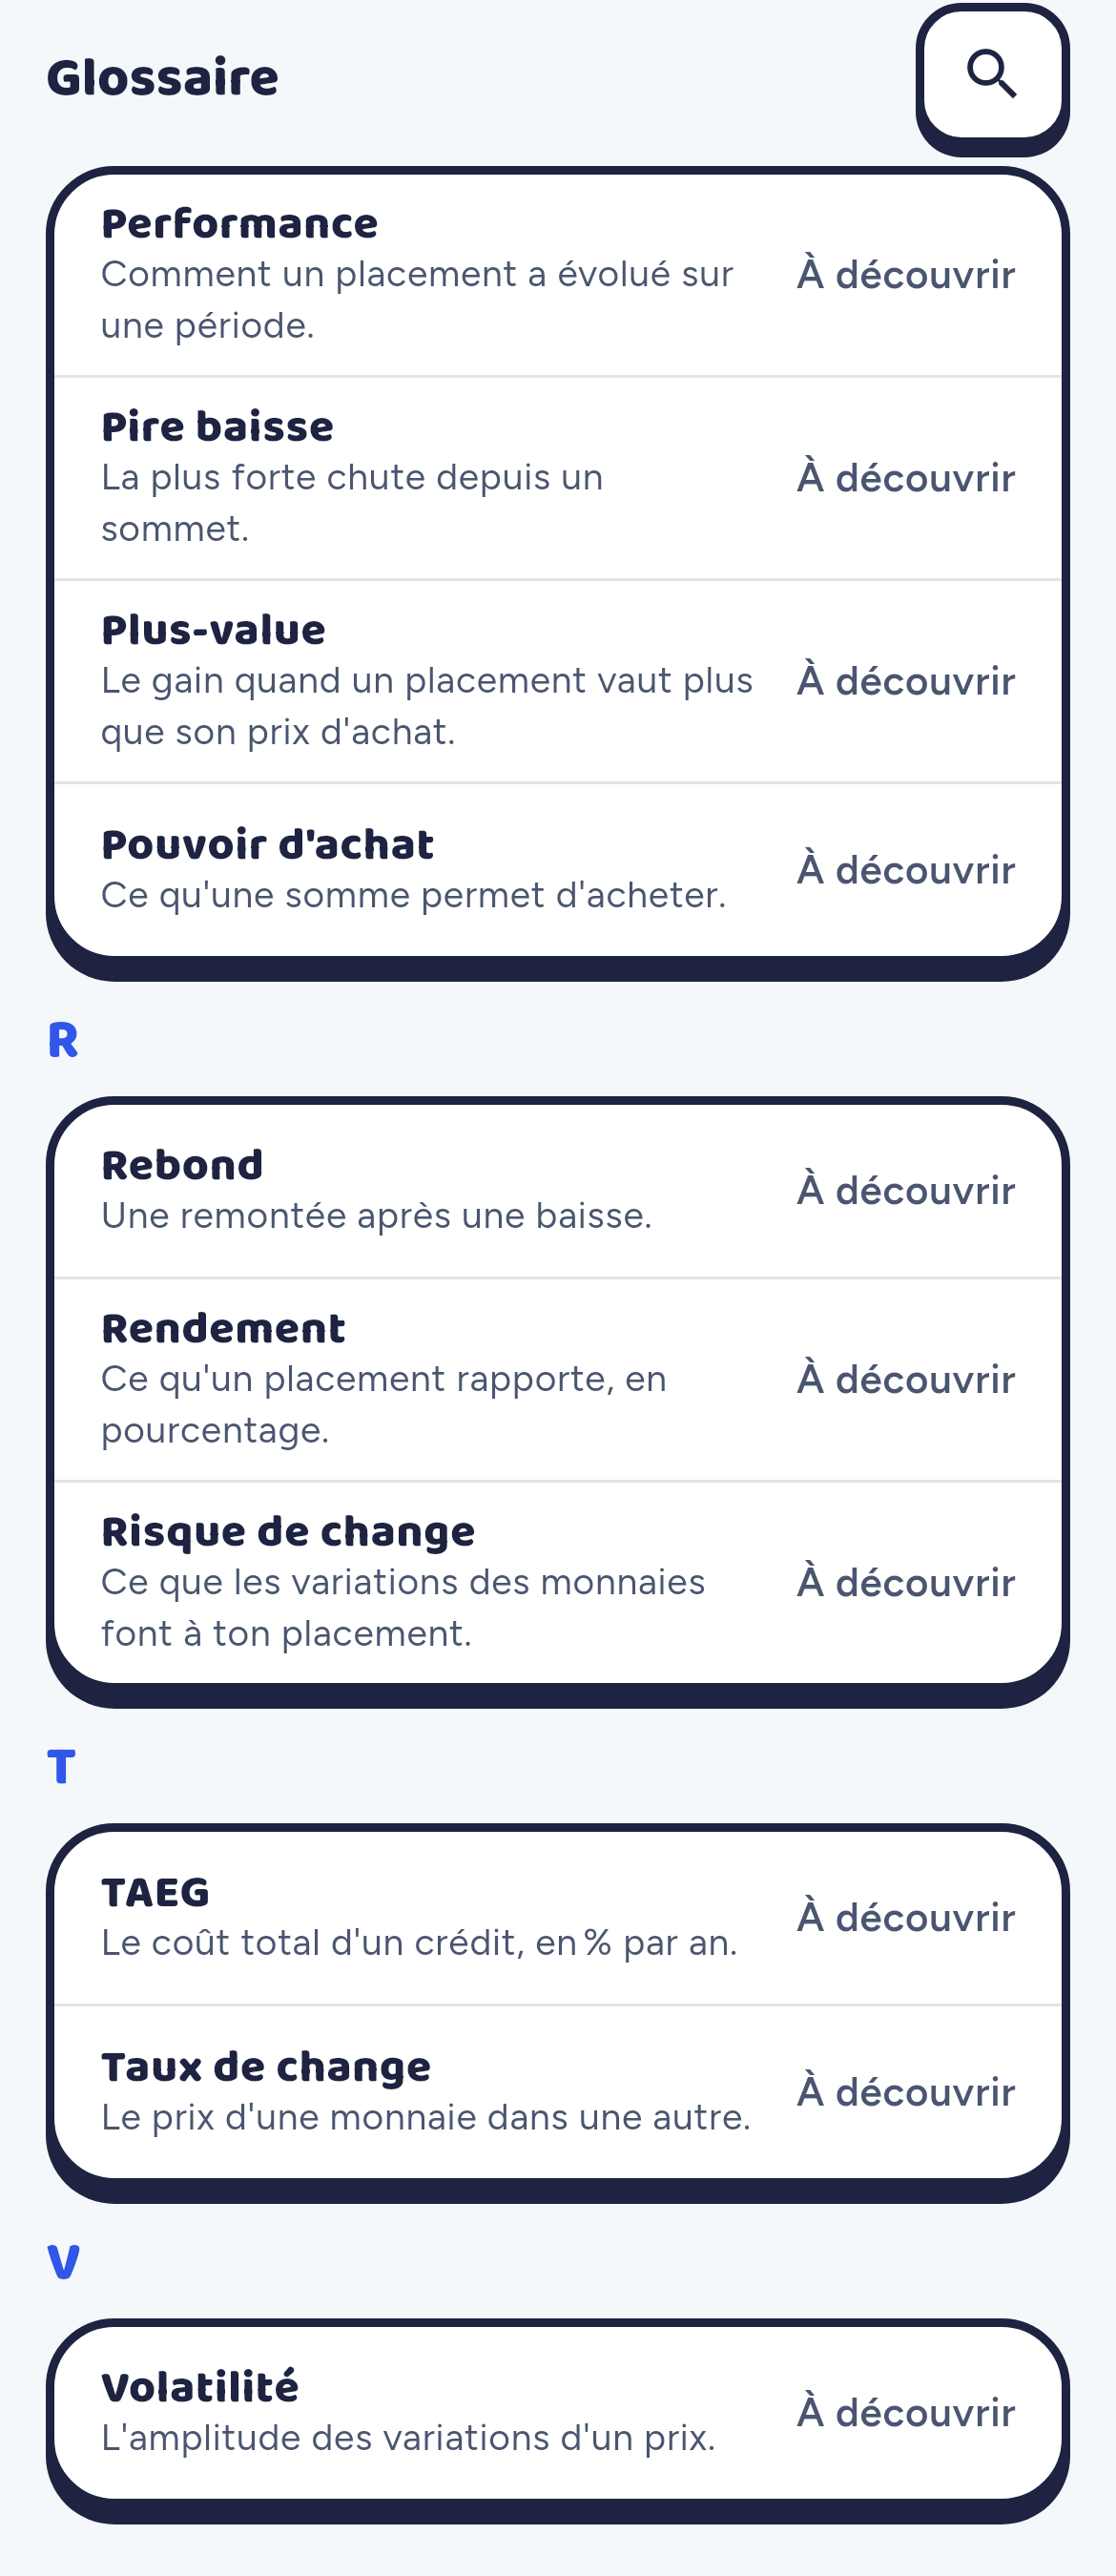 Glossaire
Performance
Comment un placement a évolué sur
une période.
À découvrir
Pire baisse
La plus forte chute depuis un
sommet.
À découvrir
Plus-value
Le gain quand un placement vaut plus
que son prix d'achat.
À découvrir
Pouvoir d'achat
Ce qu'une somme permet d'acheter.
À découvrir
R
Rebond
Une remontée après une baisse.
À découvrir
Rendement
Ce qu'un placement rapporte, en
pourcentage.
À découvrir
Risque de change
Ce que les variations des monnaies
font à ton placement.
À découvrir
T
TAEG
Le coût total d'un crédit, en % par an.
À découvrir
Taux de change
Le prix d'une monnaie dans une autre.
À découvrir
V
Volatilité
L'amplitude des variations d'un prix.
À découvrir